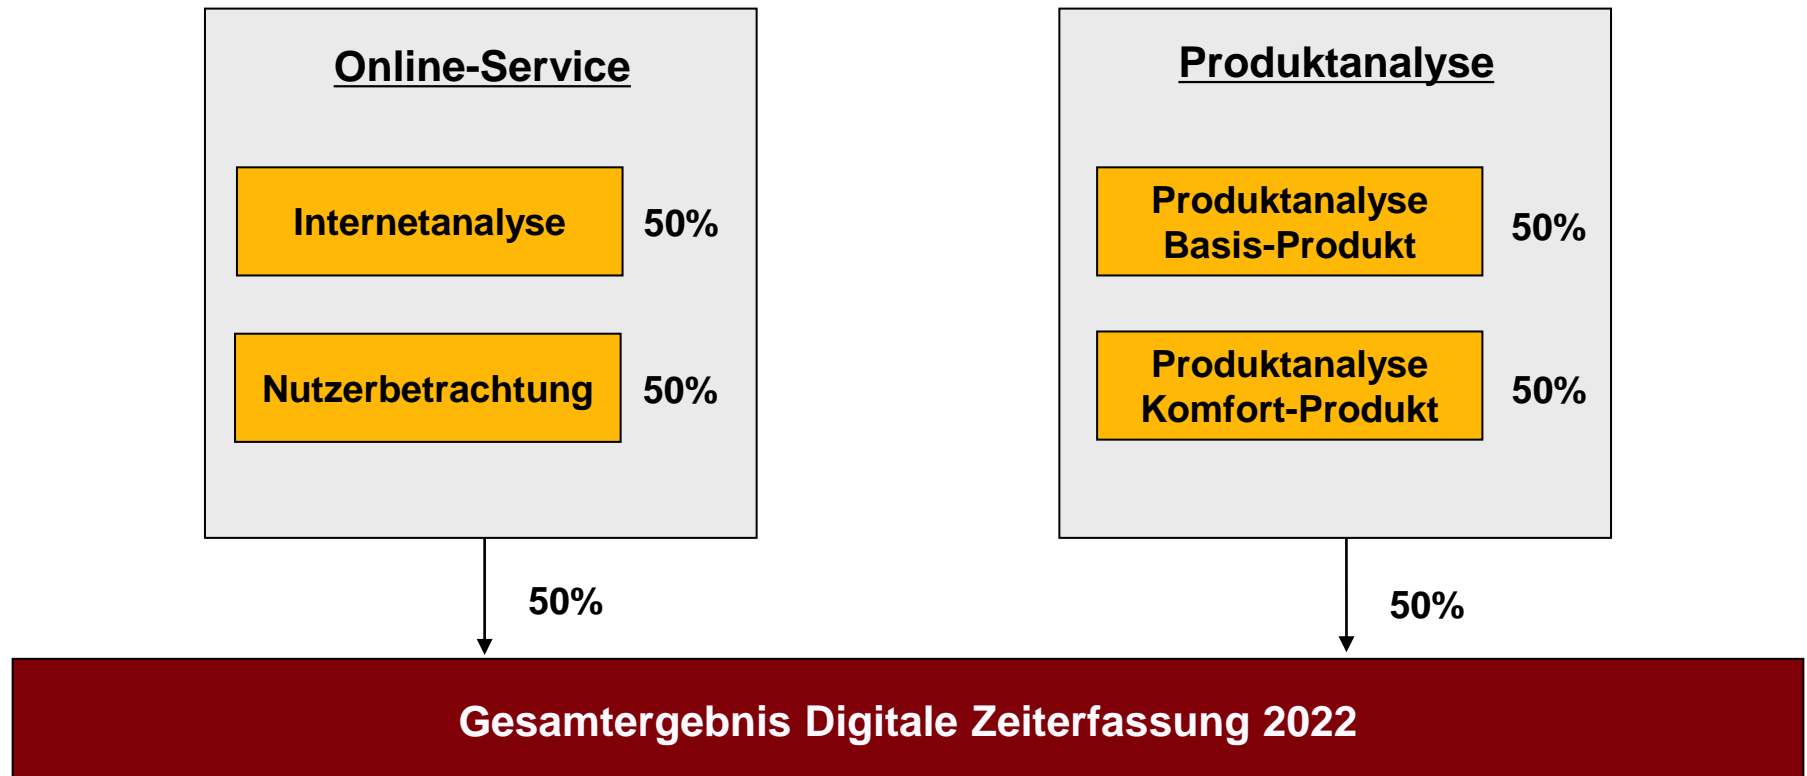 Online-Service
Internetanalyse
50%
Nutzerbetrachtung
50%
50%
Produktanalyse
Produktanalyse
Basis-Produkt
50%
Produktanalyse
Komfort-Produkt
50%
50%
Gesamtergebnis Digitale Zeiterfassung 2022